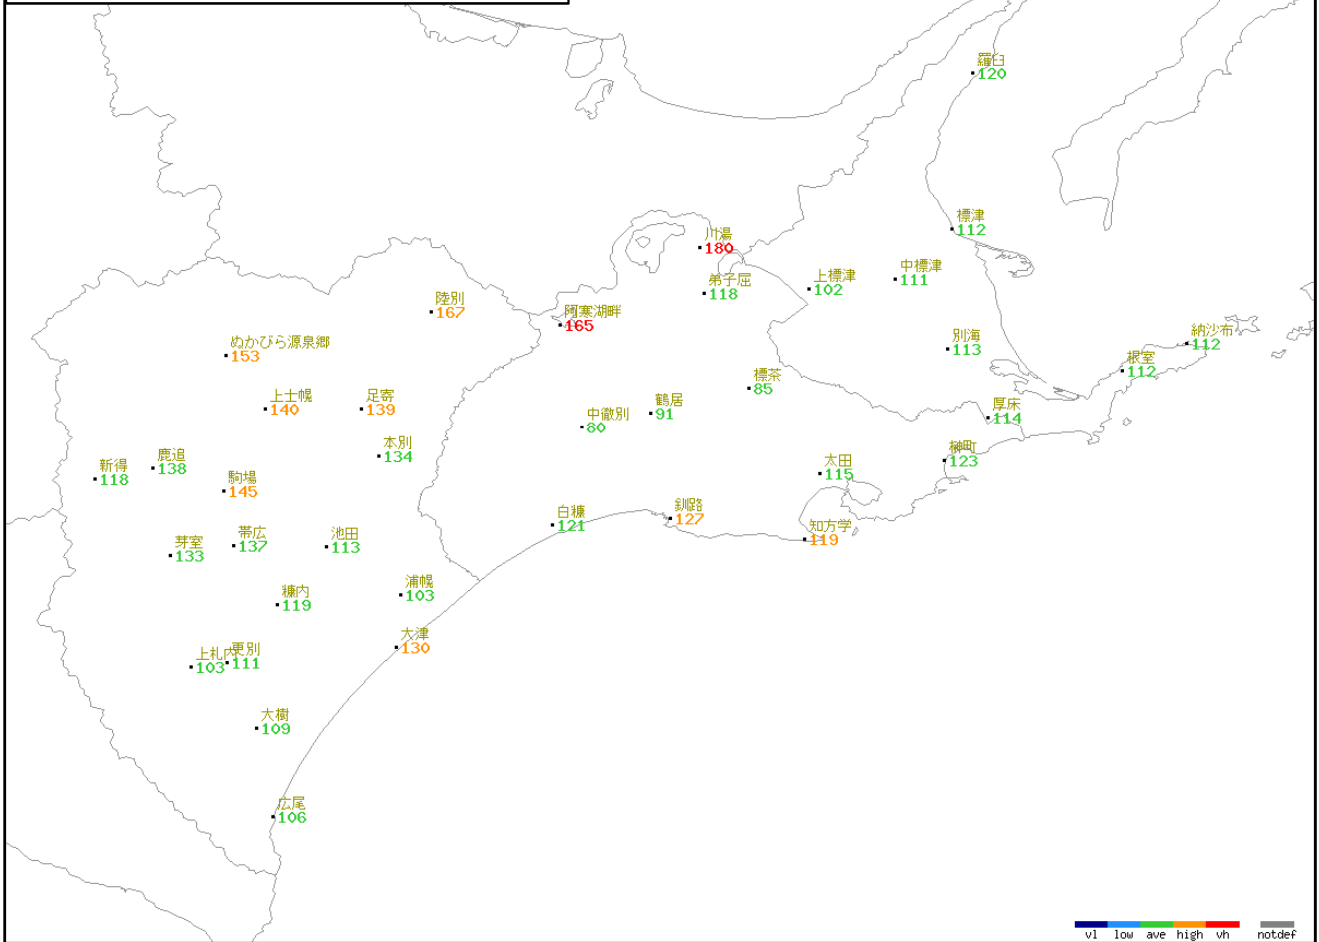 羅臼
120
標津
112
川湯
180
中標津
111
上標津
102
弟子屈
118
陸別
167
阿寒湖畔
165
ぬかびら源泉郷
153
別海
113
納沙布
112
根室
112
標茶
85
上士幌
140
足寄
139
鶴居
91
中徹別
80
厚床
114
本別
134
榊町
123
鹿追
138
新得
118
太田
115
駒場
145
白糠
121
釧路
127
知方学
119
芽室
133
帯広
137
池田
113
浦幌
103
糠内
119
大津
130
上札内
103
更別
111
大樹
109
広尾
106
vl low ave high vh notdef